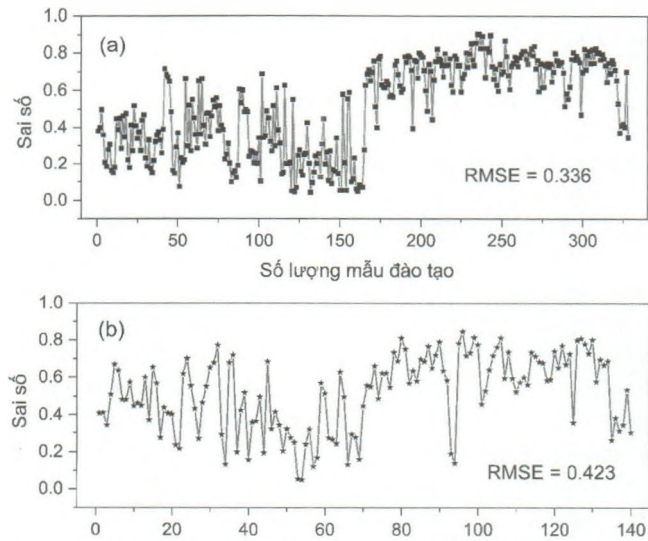 (a)
Sai số
1.0
0.8
0.6
0.4
0.2
0.0
RMSE = 0.336
0 50 100 150 200 250 300
Số lượng mẫu đào tạo
(b)
Sai số
1.0
0.8
0.6
0.4
0.2
0.0
RMSE = 0.423
0 20 40 60 80 100 120 140